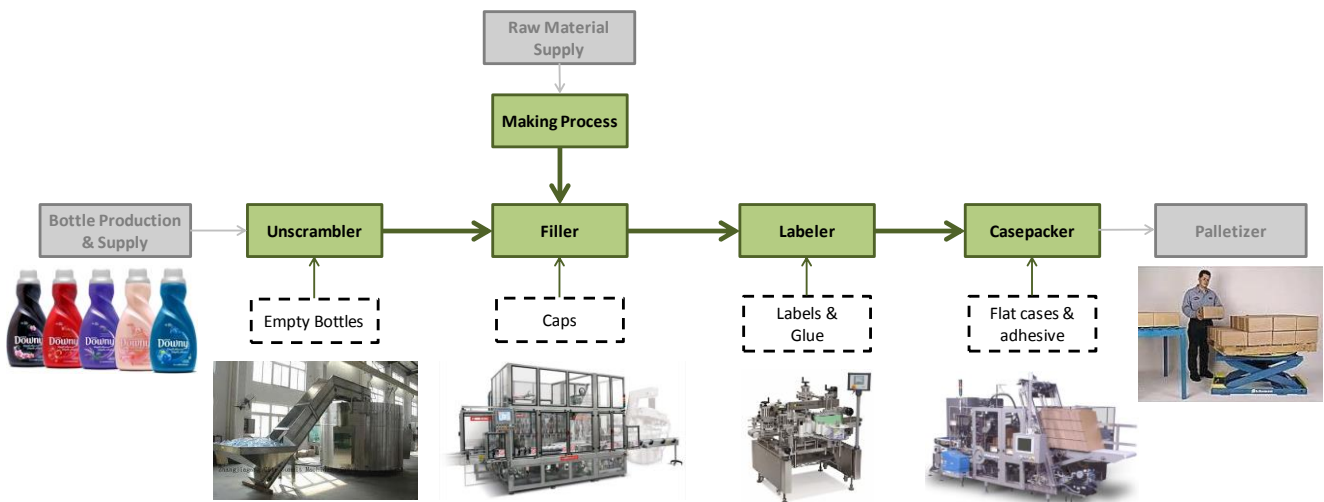 Raw Material
Supply
Making Process
Bottle Production
& Supply
Unscrambler
Filler
Labeler
Casepacker
Palletizer
Empty Bottles
Caps
Labels &
Glue
Flat cases &
adhesive
Downy
Downy
Downy
Downy
Downy